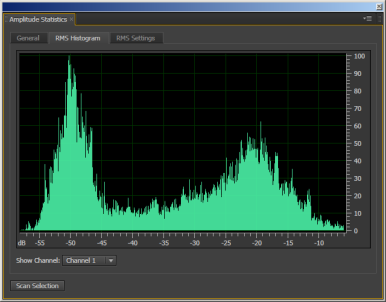 Amplitude Statistics
General RMS Histogram RMS Settings
100
90
80
70
60
50
40
30
20
10
0
dB -55 -50 -45 -40 -35 -30 -25 -20 -15 -10
Show Channel: Channel 1
Scan Selection